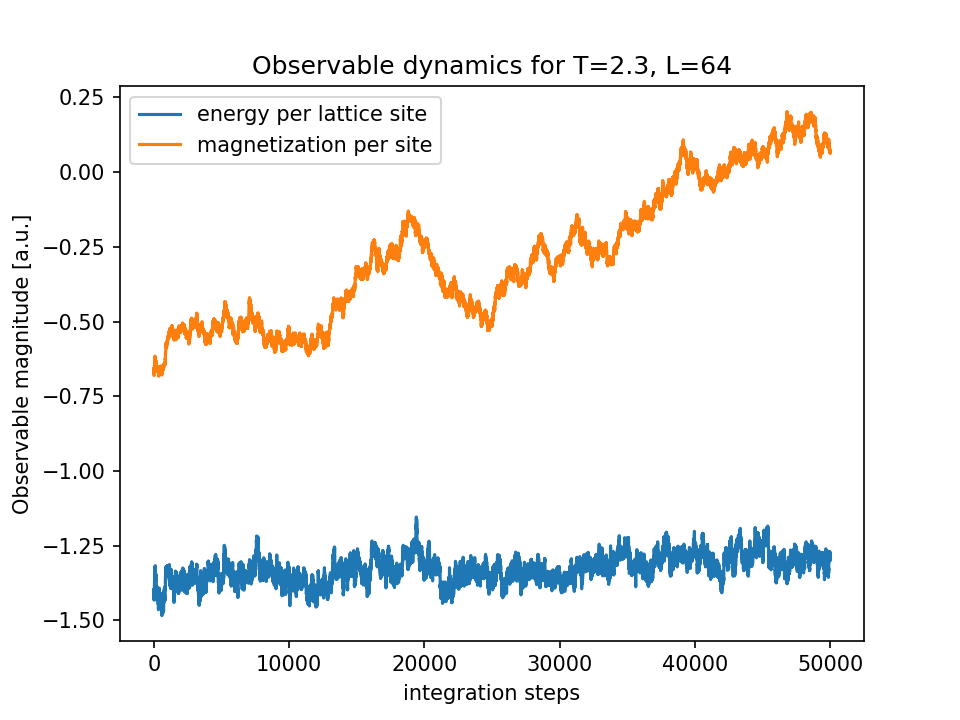 Observable dynamics for T=2.3, L=64
energy per lattice site
magnetization per site
Observable magnitude [a.u.]
0.25
0.00
−0.25
−0.50
−0.75
−1.00
−1.25
−1.50
0 10000 20000 30000 40000 50000
integration steps